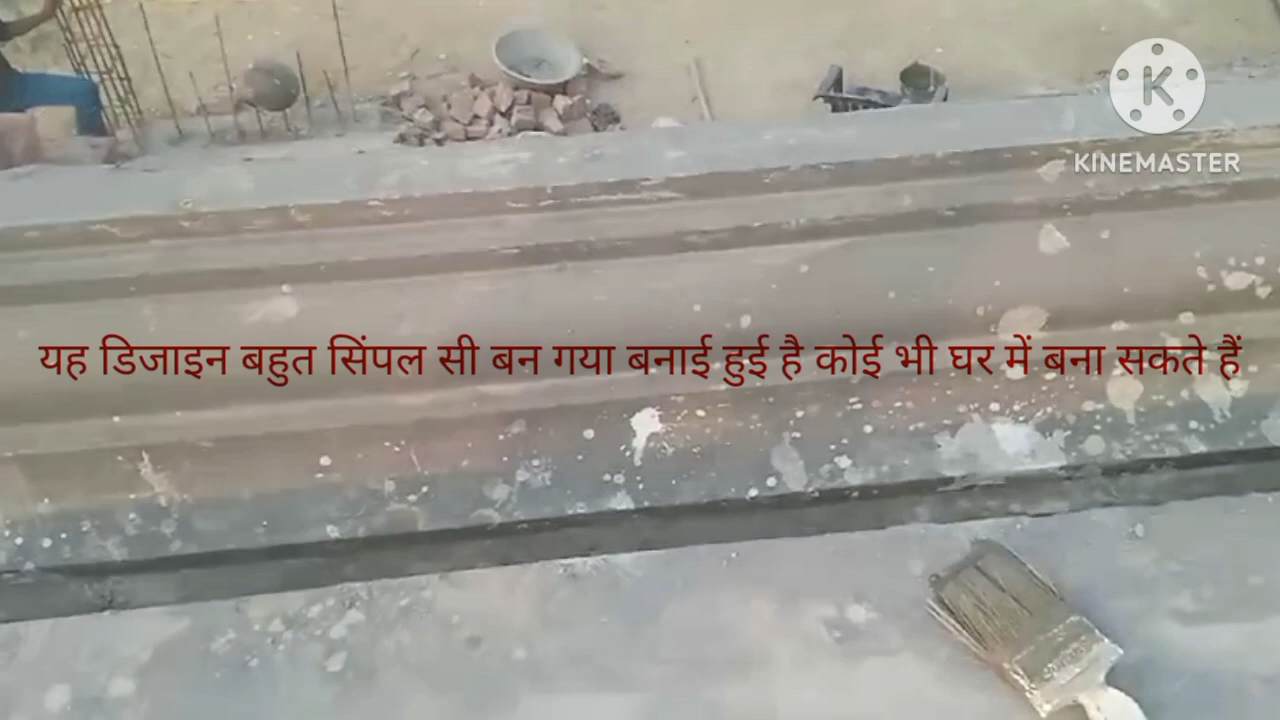 KINEMASTER
यह डिजाइन बहुत सिंपल सी बन गया बनाई हुई है कोई भी घर में बना सकते हैं